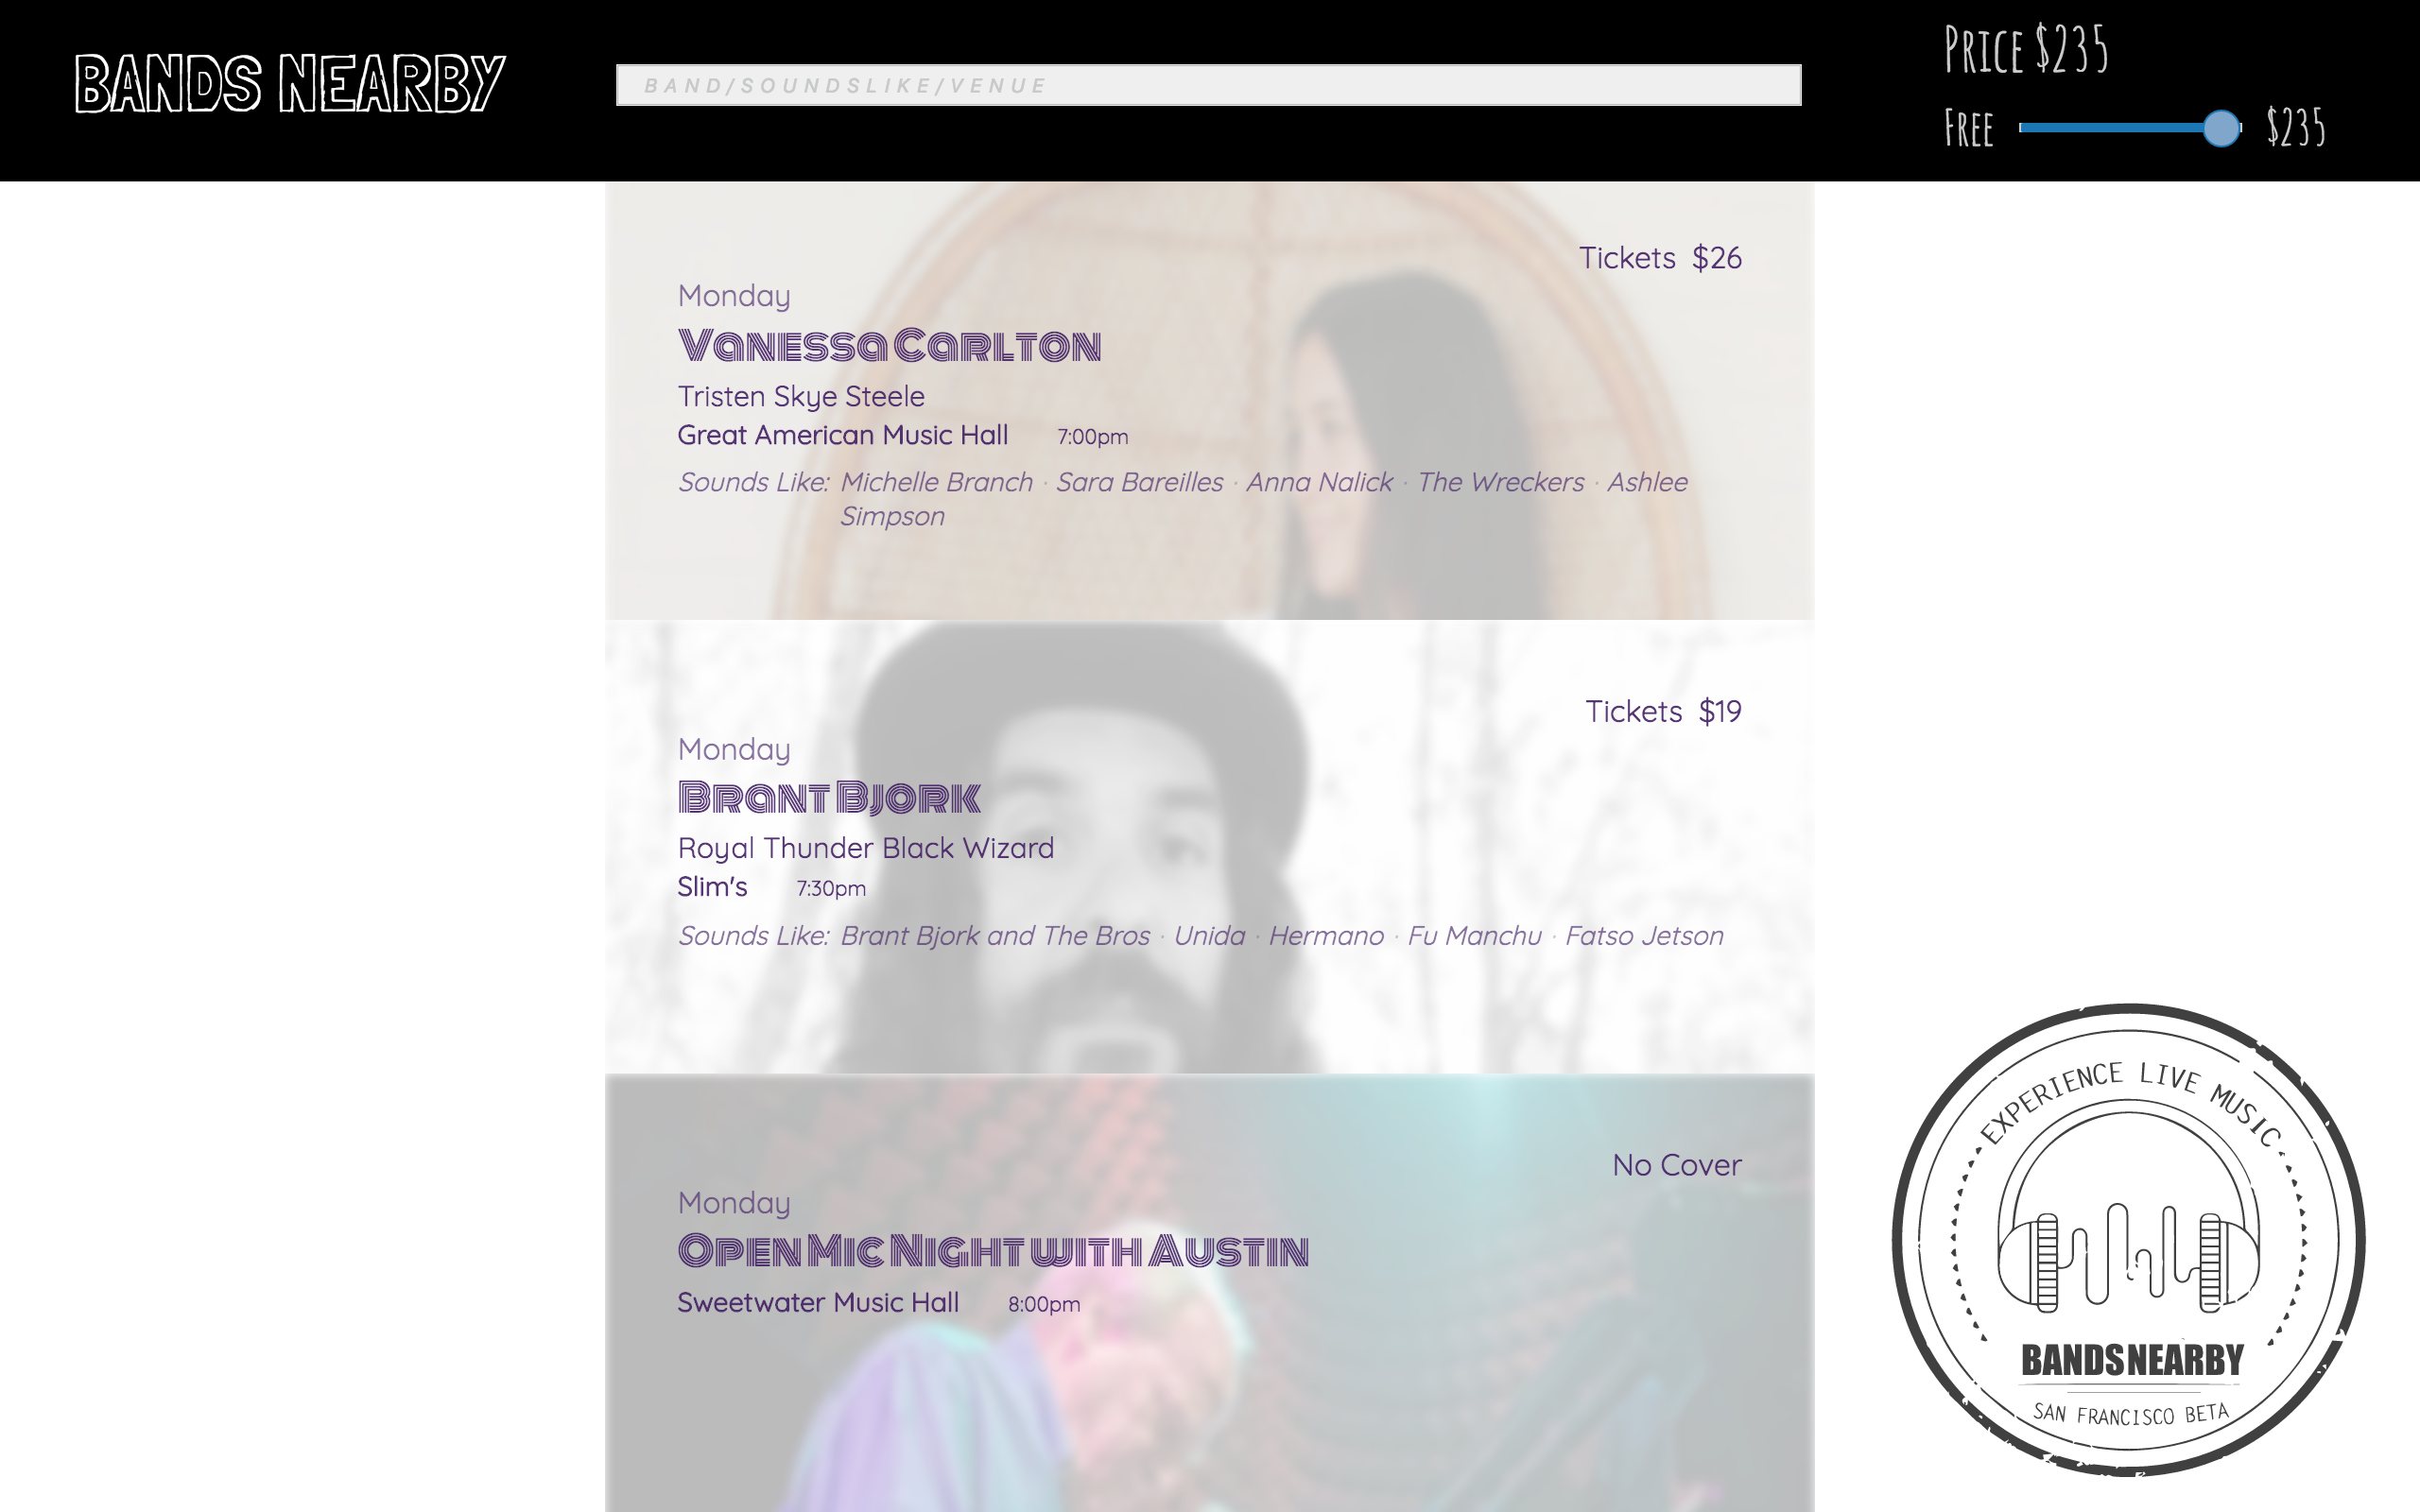 BANDS NEARBY
BAND/SOUNDSLIKE/VENUE
PRICE $235
FREE $235
Tickets $26
Monday
Vanessa Carlton
Tristen Skye Steele
Great American Music Hall 7:00pm
Sounds Like: Michelle Branch · Sara Bareilles · Anna Nalick · The Wreckers · Ashlee
Simpson
Tickets $19
Monday
Brant Bjork
Royal Thunder Black Wizard
Slim's 7:30pm
Sounds Like: Brant Bjork and The Bros · Unida · Hermano · Fu Manchu · Fatso Jetson
No Cover
Monday
Open Mic Night with Austin
Sweetwater Music Hall 8:00pm
EXPERIENCE LIVE MUSIC
BANDSNEARBY
SAN FRANCISCO BETA